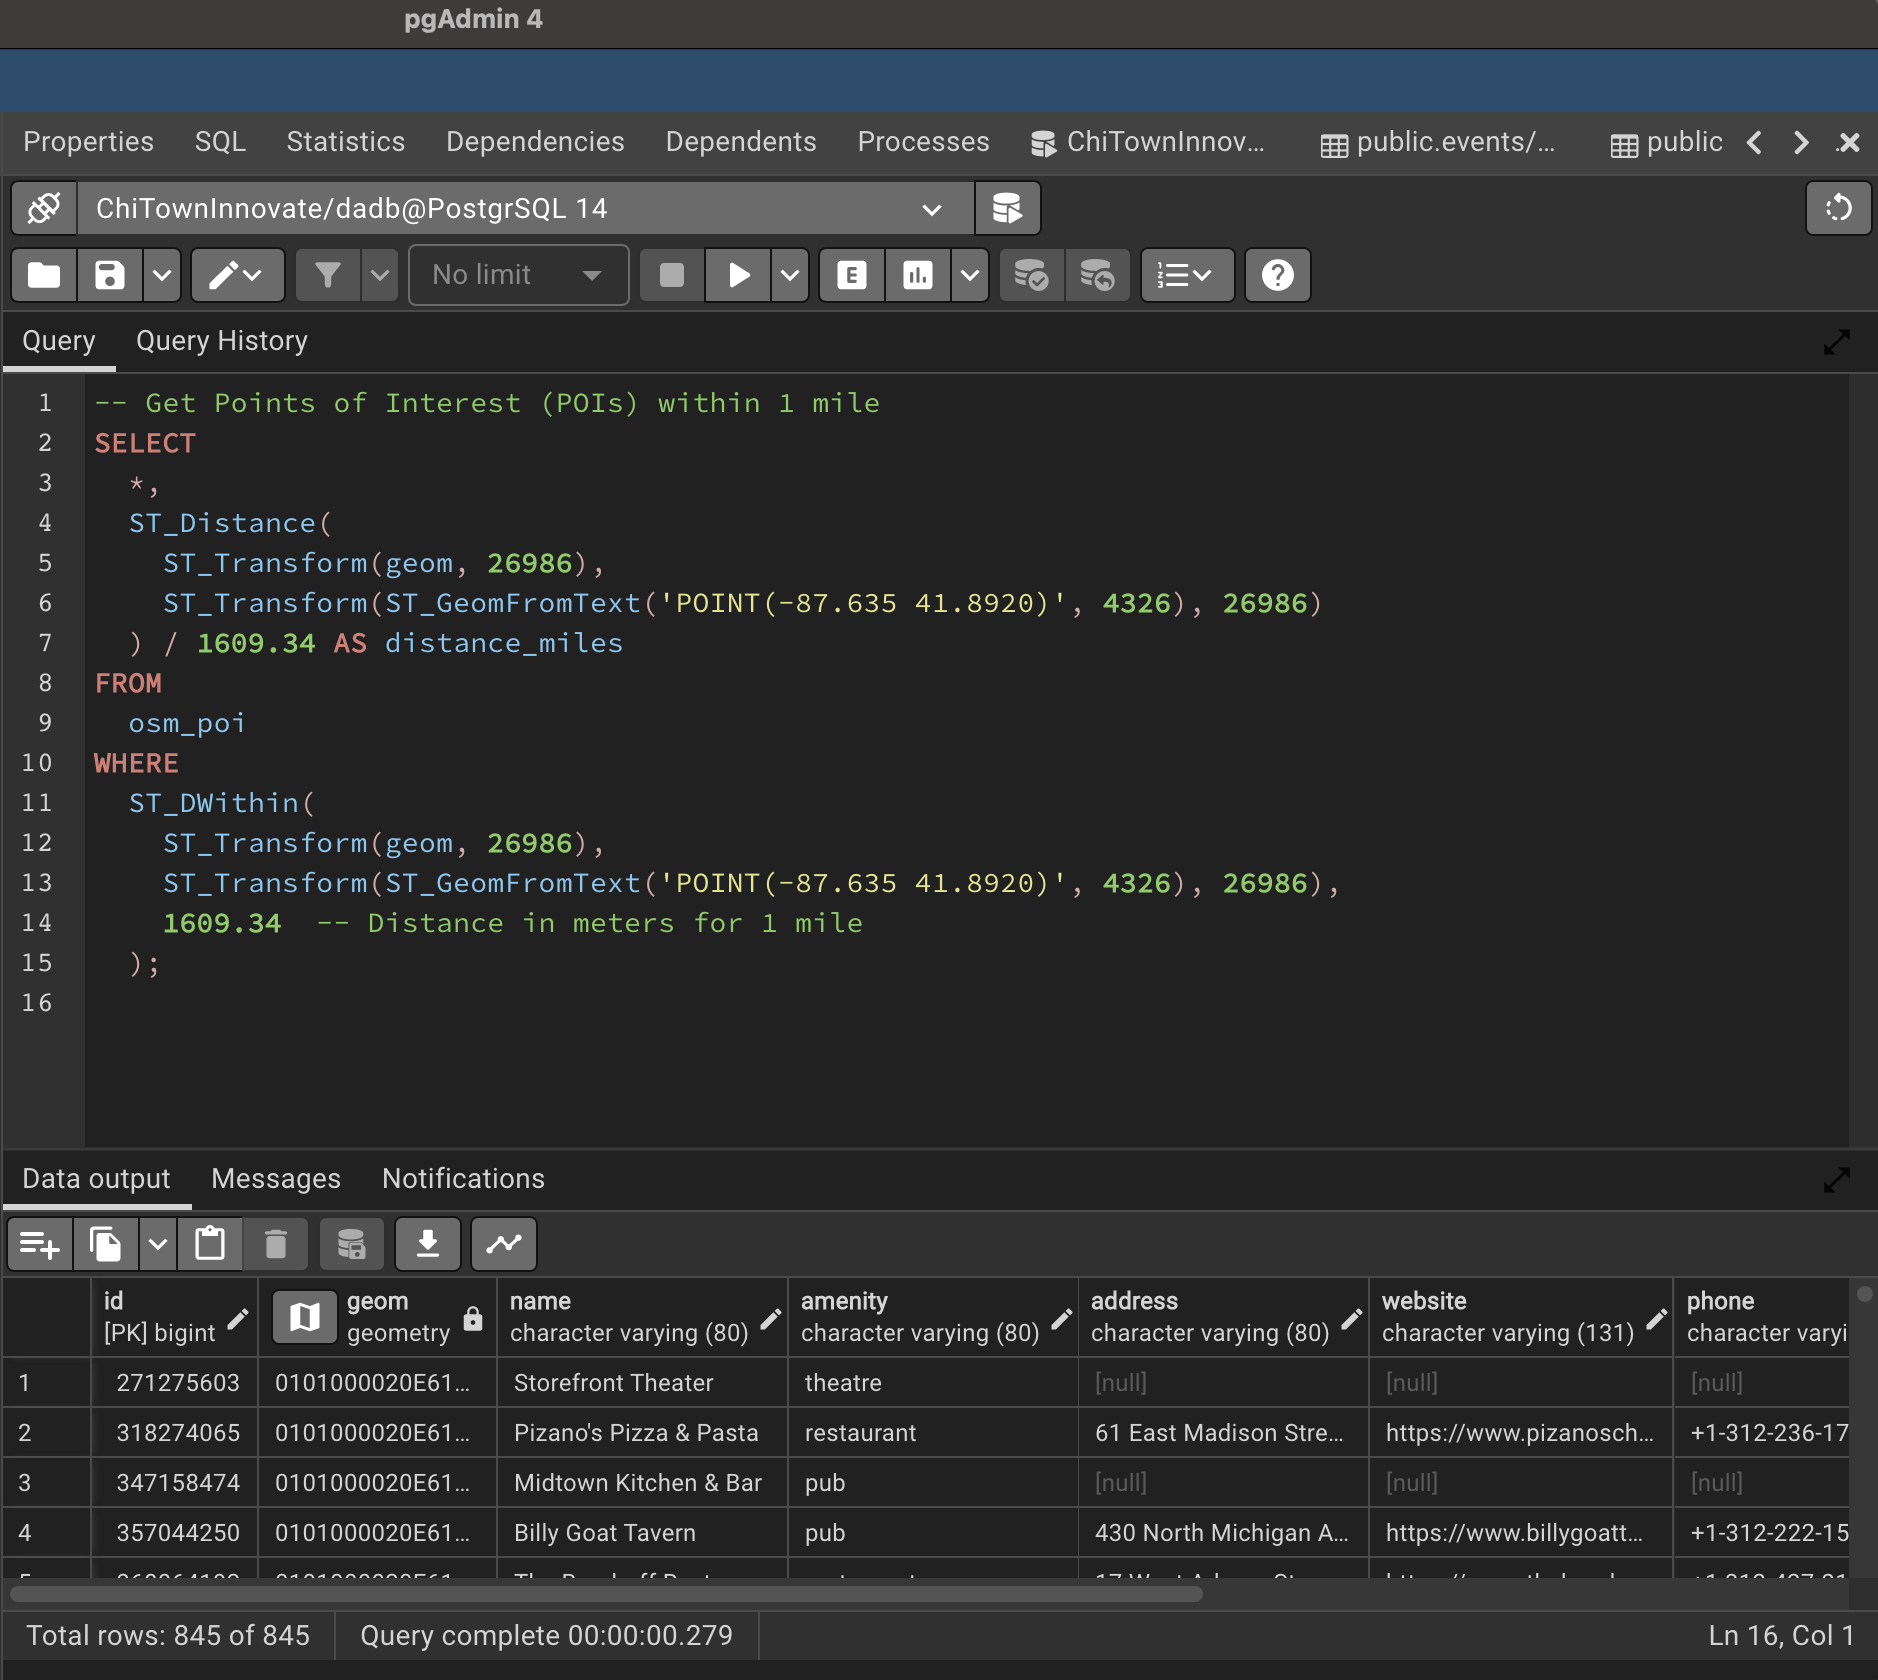 pgAdmin 4
Properties SQL Statistics Dependencies Dependents Processes ChiTownInnov... public.events/... public
ChiTownInnovate/dadb@PostgrSQL 14
No limit
Query Query History
1 -- Get Points of Interest (POIs) within 1 mile
2 SELECT
3 *,
4 ST_Distance(
5 ST_Transform(geom, 26986),
6 ST_Transform(ST_GeomFromText('POINT(-87.635 41.8920)', 4326), 26986)
7 ) / 1609.34 AS distance_miles
8 FROM
9 osm_poi
10 WHERE
11 ST_DWithin(
12 ST_Transform(geom, 26986),
13 ST_Transform(ST_GeomFromText('POINT(-87.635 41.8920)', 4326), 26986),
14 1609.34 -- Distance in meters for 1 mile
15 );
16
Data output Messages Notifications
id geom name amenity address website phone
[PK] bigint geometry character varying (80) character varying (80) character varying (80) character varying (131) character varyi
1 271275603 0101000020E61... Storefront Theater theatre [null] [null] [null]
2 318274065 0101000020E61... Pizano's Pizza & Pasta restaurant 61 East Madison Stre... https://www.pizanosch... +1-312-236-17
3 347158474 0101000020E61... Midtown Kitchen & Bar pub [null] [null] [null]
4 357044250 0101000020E61... Billy Goat Tavern pub 430 North Michigan A... https://www.billygoatt... +1-312-222-15
Total rows: 845 of 845 Query complete 00:00:00.279 Ln 16, Col 1